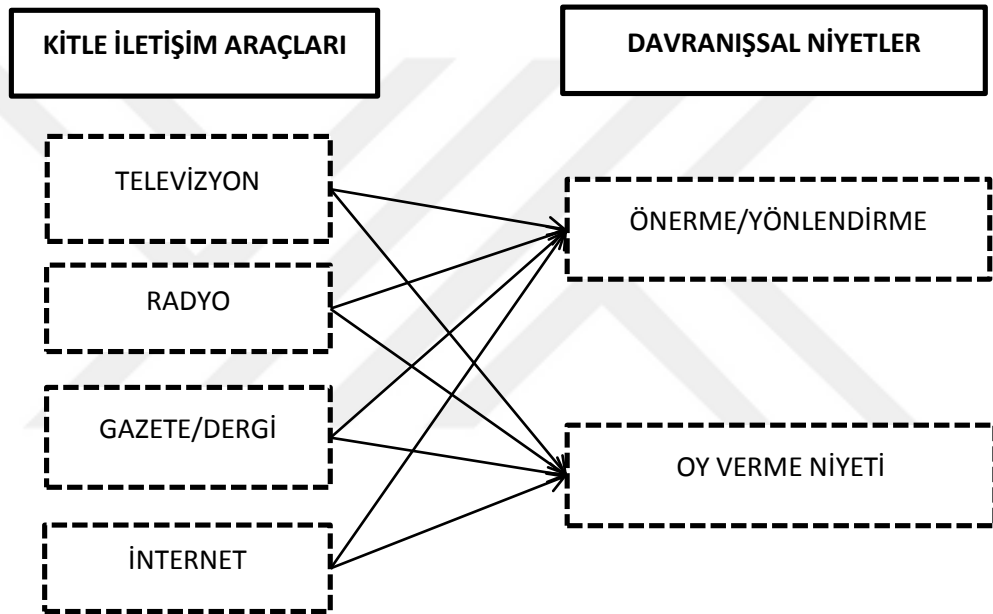 KİTLE İLETİŞİM ARAÇLARI
DAVRANIŞSAL NİYETLER
TELEVİZYON
ÖNERME/YÖNLENDİRME
RADYO
GAZETE/DERGİ
OY VERME NİYETİ
İNTERNET